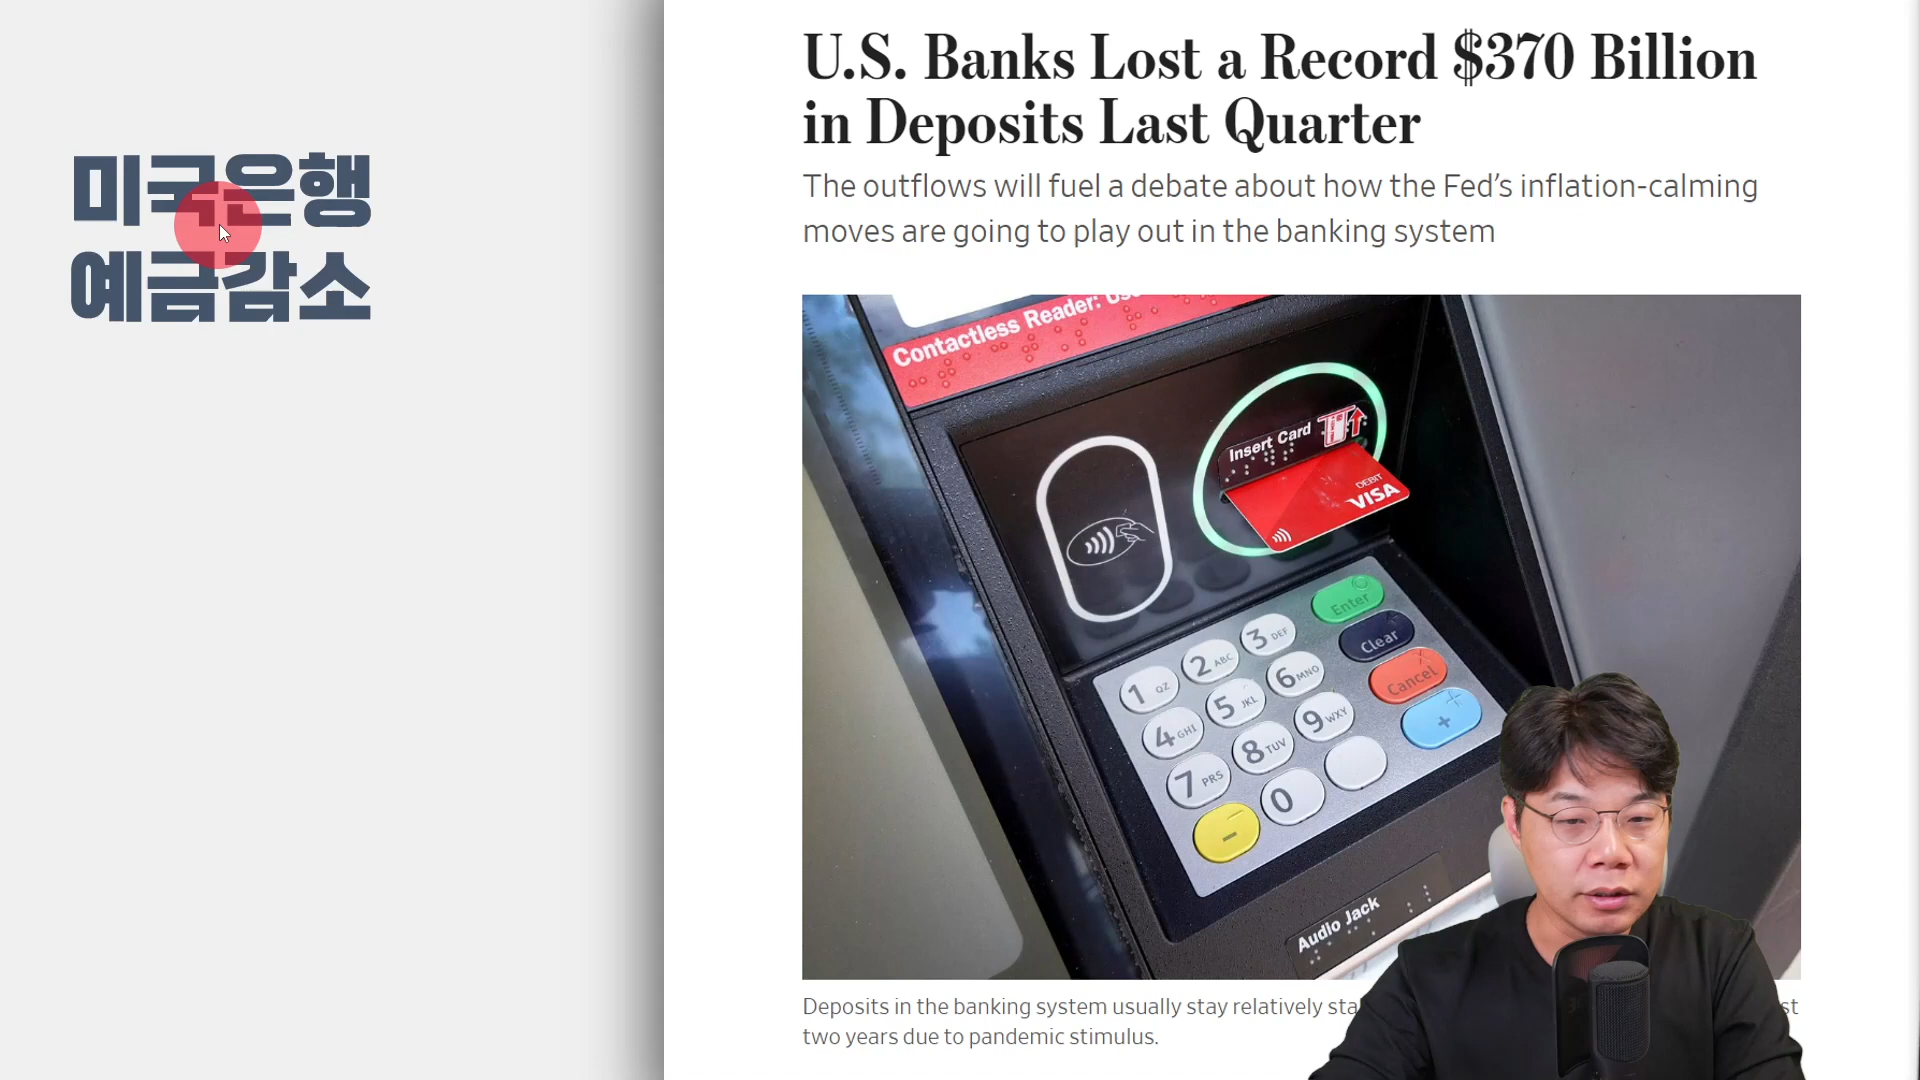 미국은행
예금감소
U.S. Banks Lost a Record $370 Billion
in Deposits Last Quarter
The outflows will fuel a debate about how the Fed's inflation-calming
moves are going to play out in the banking system
Contactless Reader:
Insert Card
DEBIT
VISA
1 QZ
2 ABC
3 DEF
Enter
4 GHI
5 JKL
6 MNO
Clear
7 PRS
8 TUV
9 WXY
Cancel
-
0
+
Audio Jack
Deposits in the banking system usually stay relatively
two years due to pandemic stimulus.